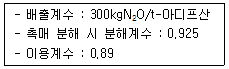 - 배출계수 : 300kgN₂O/t-아디프산
- 촉매 분해 시 분해계수 : 0,925
- 이용계수 : 0,89